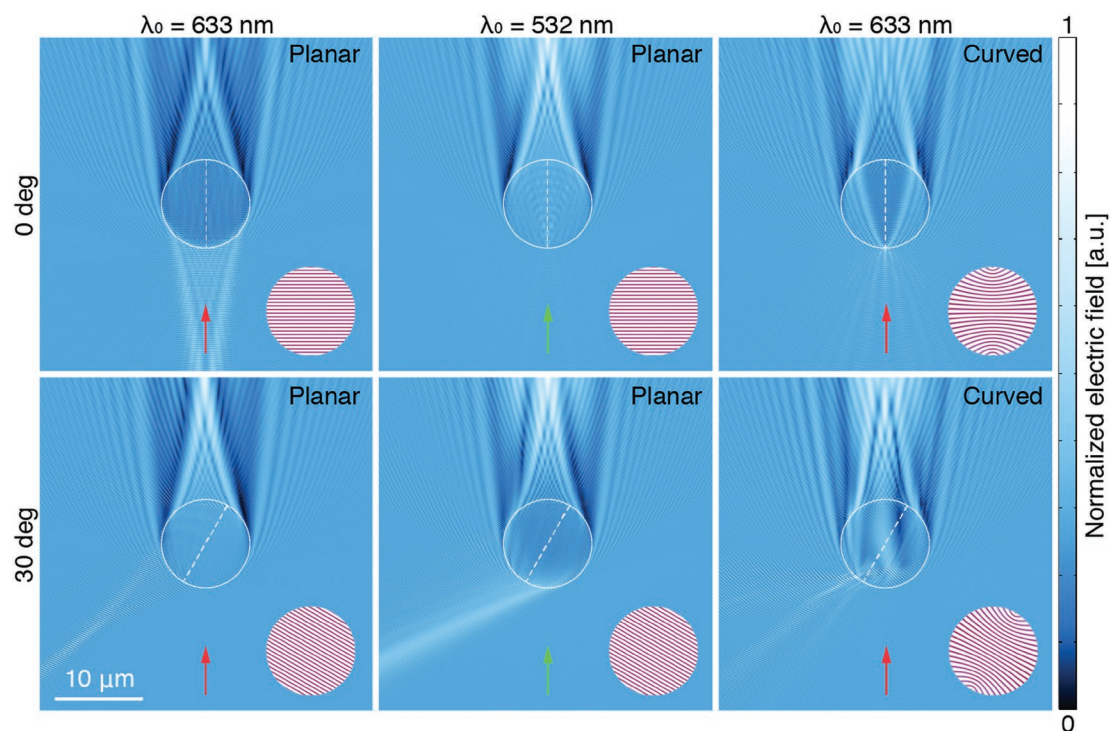 λ₀ = 633 nm
λ₀ = 532 nm
λ₀ = 633 nm
1
Planar
Planar
Curved
0 deg
Planar
Planar
Curved
30 deg
10 μm
Normalized electric field [a.u.]
0